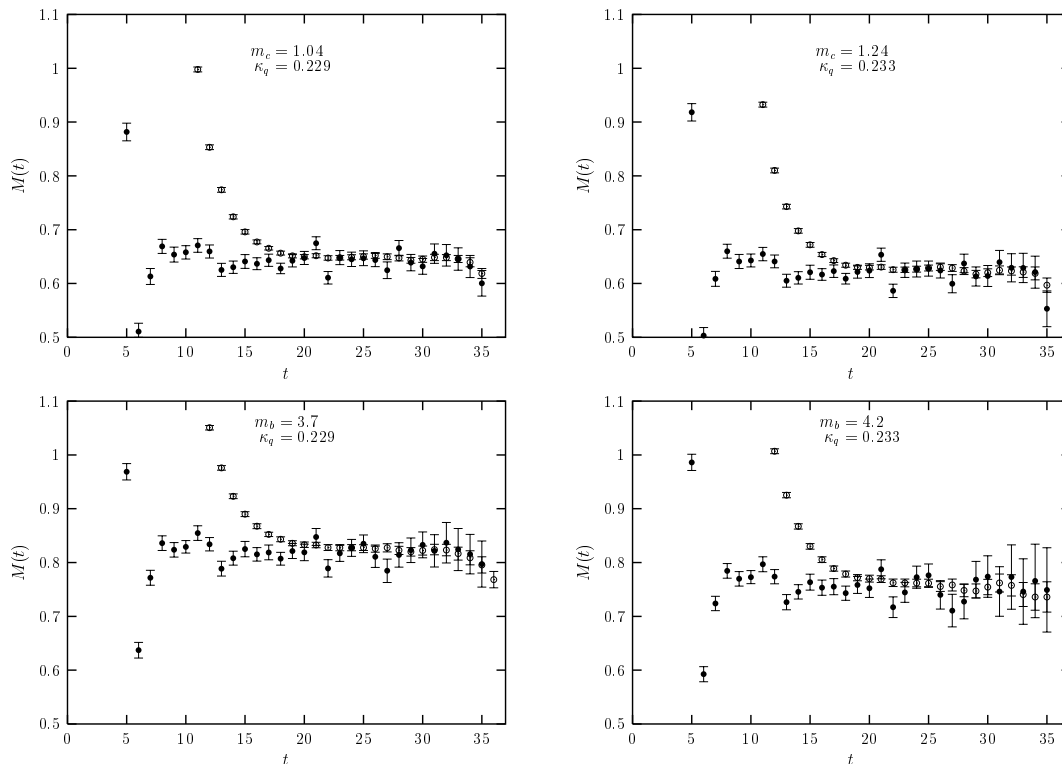 1.1
1
0.9
0.8
0.7
0.6
0.5
M(t)
m_c = 1.04
κ_q = 0.229
0 5 10 15 20 25 30 35
t
1.1
1
0.9
0.8
0.7
0.6
0.5
M(t)
m_c = 1.24
κ_q = 0.233
0 5 10 15 20 25 30 35
t
1.1
1
0.9
0.8
0.7
0.6
0.5
M(t)
m_b = 3.7
κ_q = 0.229
0 5 10 15 20 25 30 35
t
1.1
1
0.9
0.8
0.7
0.6
0.5
M(t)
m_b = 4.2
κ_q = 0.233
0 5 10 15 20 25 30 35
t